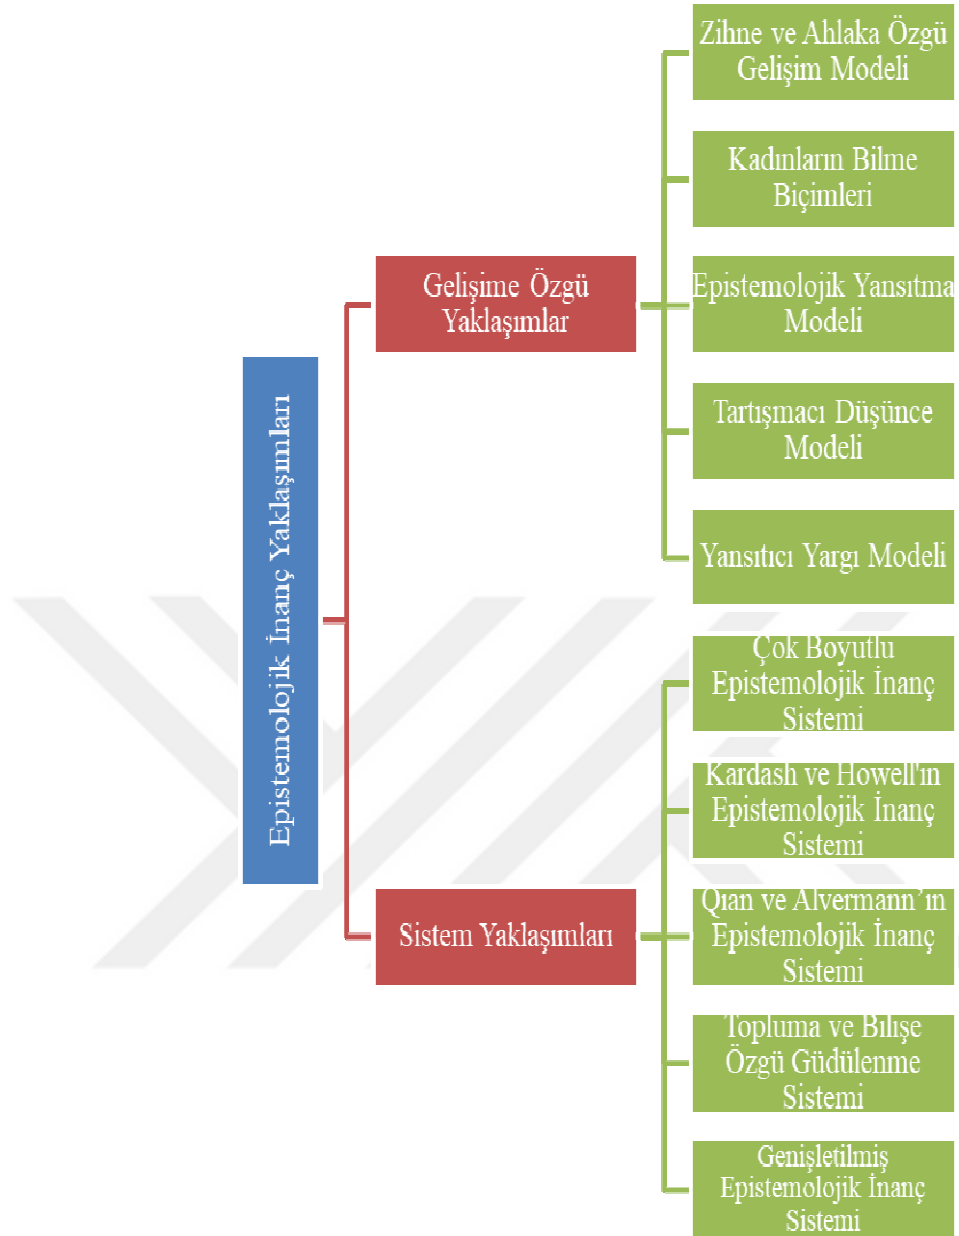 Epistemolojik İnanç Yaklaşımları
Gelişime Özgü
Yaklaşımlar
Zihne ve Ahlaka Özgü
Gelişim Modeli
Kadınların Bilme
Biçimleri
Epistemolojik Yansıtma
Modeli
Tartışmacı Düşünce
Modeli
Yansıtıcı Yargı Modeli
Sistem Yaklaşımları
Çok Boyutlu
Epistemolojik İnanç
Sistemi
Kardash ve Howell'ın
Epistemolojik İnanç
Sistemi
Qian ve Alvermann’ın
Epistemolojik İnanç
Sistemi
Topluma ve Bilişe
Özgü Güdülenme
Sistemi
Genişletilmiş
Epistemolojik İnanç
Sistemi